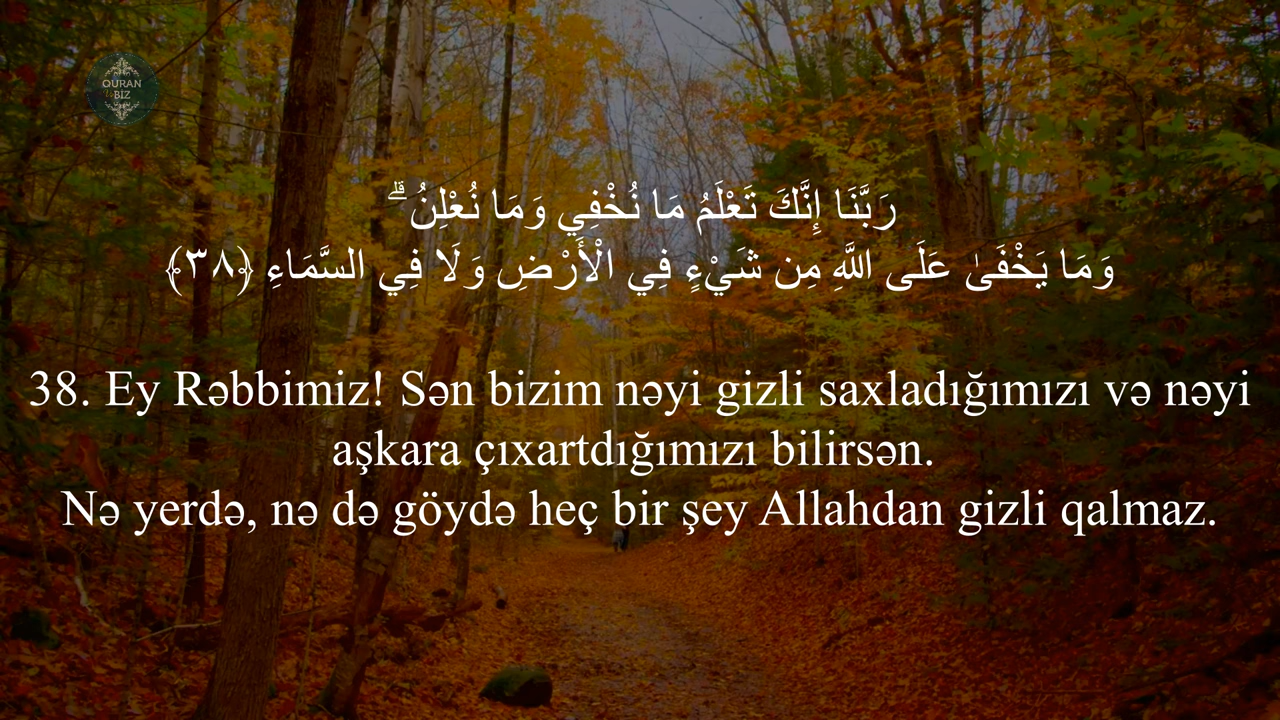 QURAN
Və
BIZ
رَبَّنَا إِنَّكَ تَعْلَمُ مَا نُخْفِي وَمَا نُعْلِنُ ۗ
وَمَا يَخْفَىٰ عَلَى اللَّهِ مِن شَيْءٍ فِي الْأَرْضِ وَلَا فِي السَّمَاءِ ﴿٣٨﴾
38. Ey Rəbbimiz! Sən bizim nəyi gizli saxladığımızı və nəyi
aşkara çıxartdığımızı bilirsən.
Nə yerdə, nə də göydə heç bir şey Allahdan gizli qalmaz.